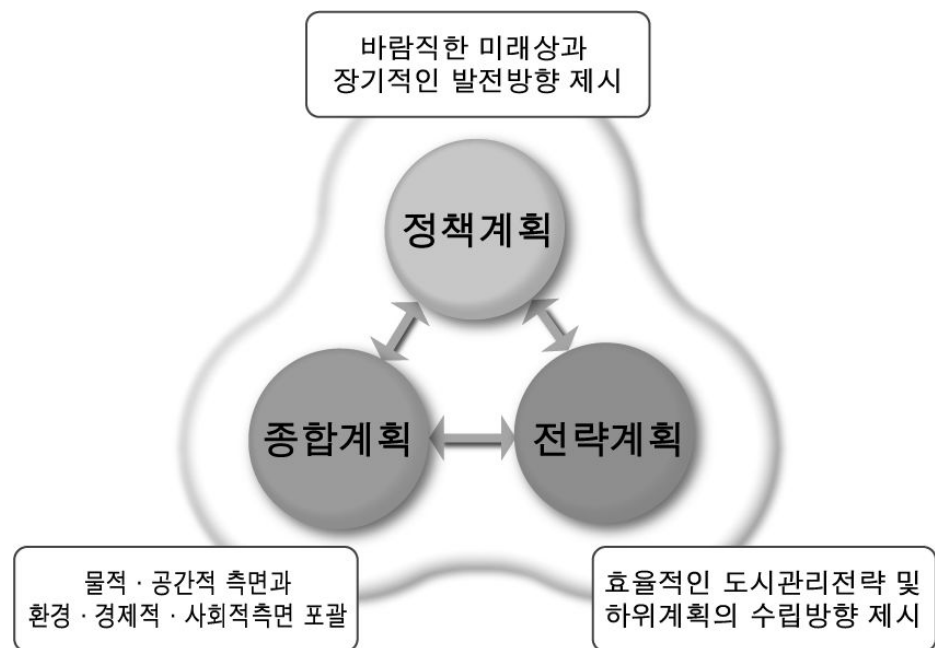 바람직한 미래상과
장기적인 발전방향 제시
정책계획
종합계획
전략계획
물적 · 공간적 측면과
환경 · 경제적 · 사회적측면 포괄
효율적인 도시관리전략 및
하위계획의 수립방향 제시